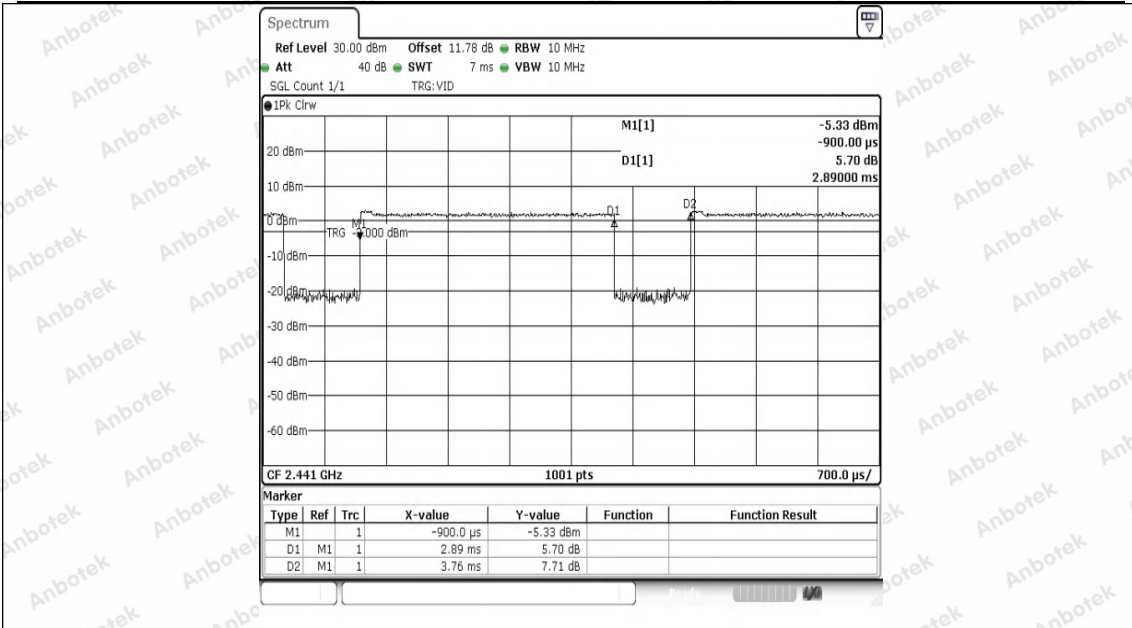 Spectrum
Ref Level 30.00 dBm Offset 11.78 dB RBW 10 MHz
Att 40 dB SWT 7 ms VBW 10 MHz
SGL Count 1/1 TRG: VID
1Pk Clrw
M1[1] -5.33 dBm
-900.00 µs
20 dBm
D1[1] 5.70 dB
2.89000 ms
10 dBm
D1 D2
0 dBm M1
TRG dBm
-10 dBm
-20 dBm
-30 dBm
-40 dBm
-50 dBm
-60 dBm
CF 2.441 GHz 1001 pts 700.0 µs/
Marker
Type Ref Trc X-value Y-value Function Function Result
M1 1 -900.0 µs -5.33 dBm
D1 M1 1 2.89 ms 5.70 dB
D2 M1 1 3.76 ms 7.71 dB
Ready
LXI
Anbotek